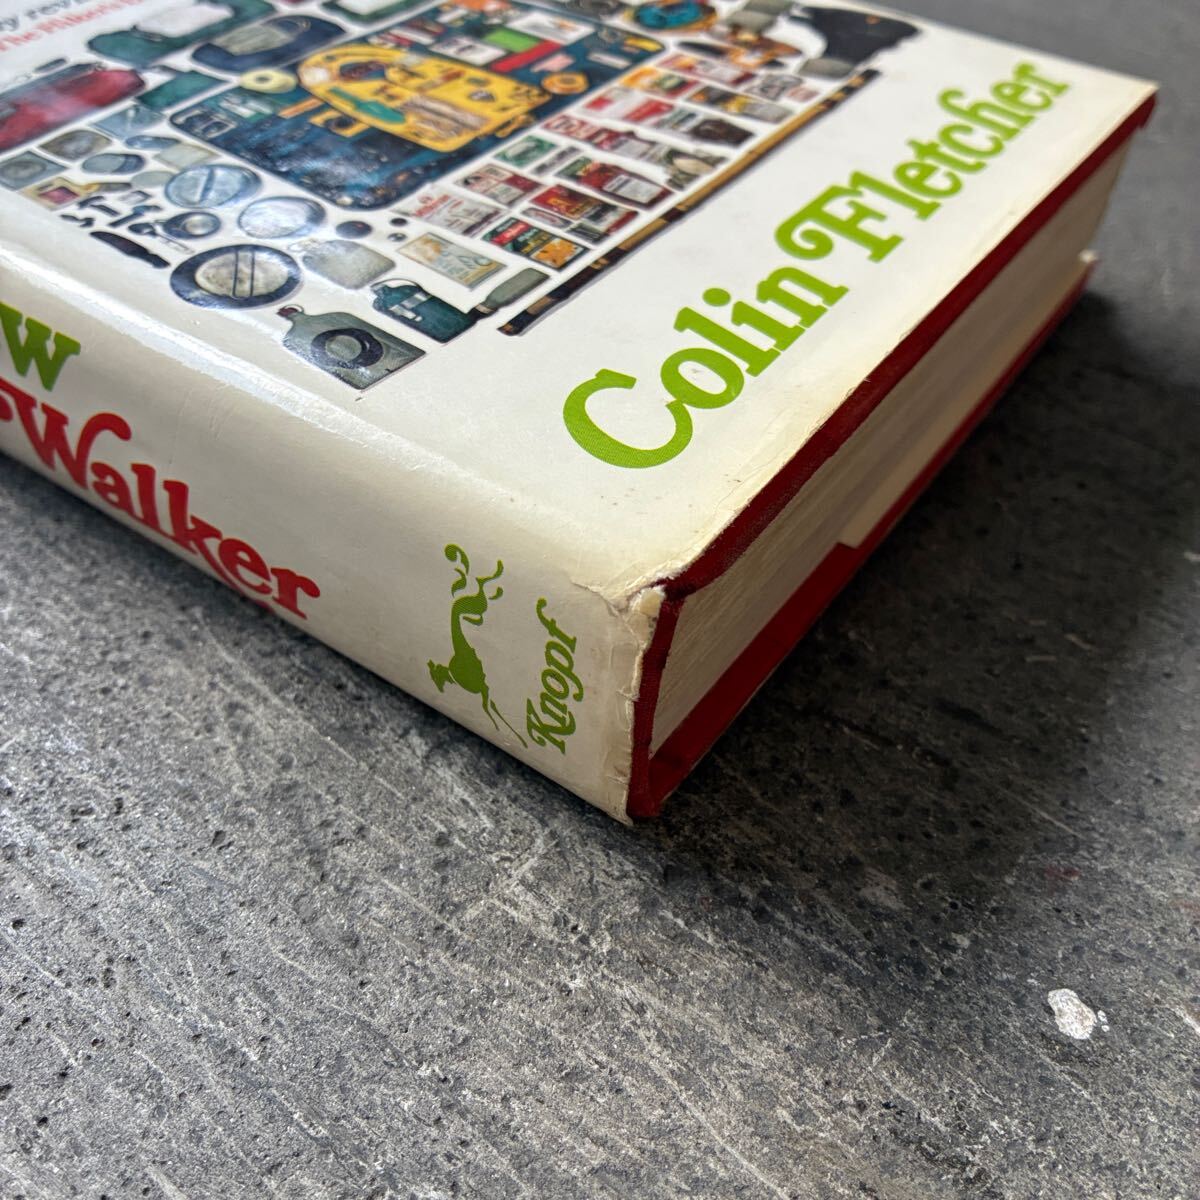 Colin Fletcher
w
Walker
Knopf